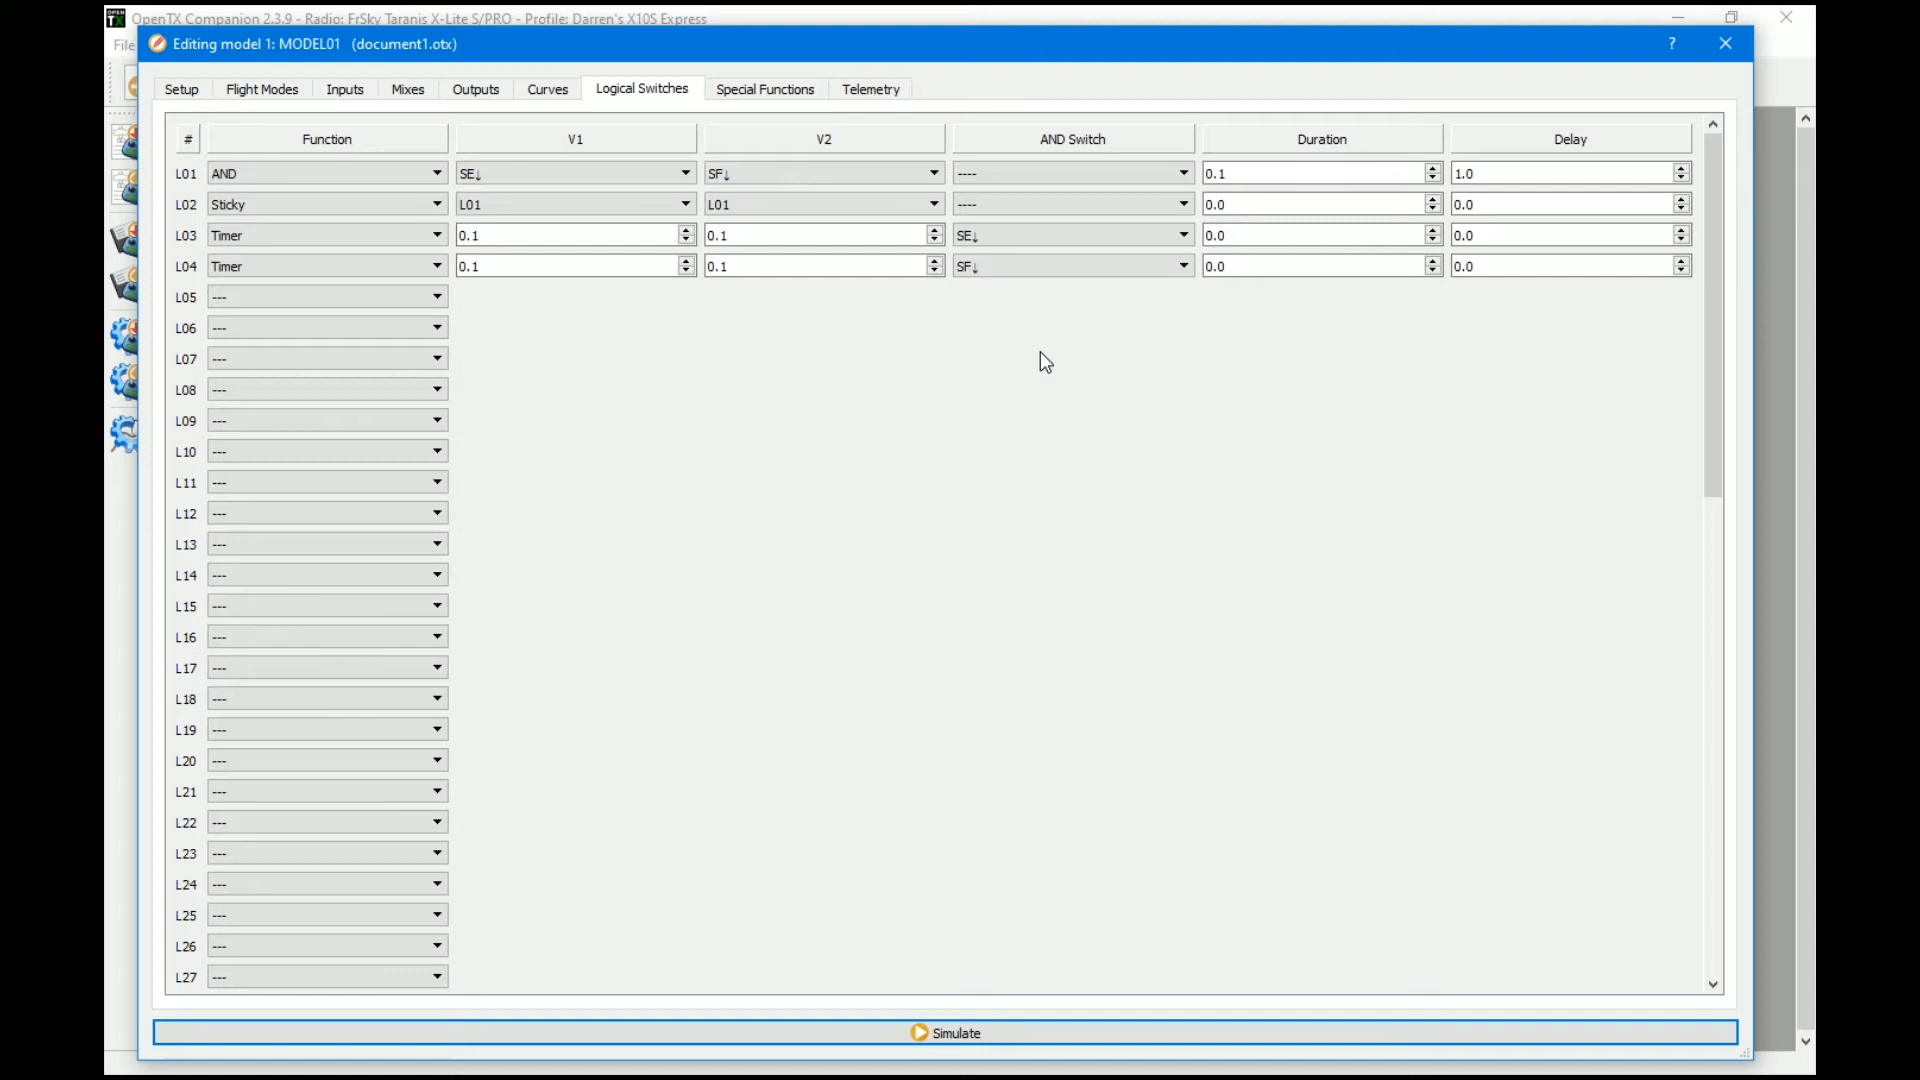 OPEN TX OpenTX Companion 2.3.9 - Radio: FrSky Taranis X-Lite S/PRO - Profile: Darren's X10S Express
File
Editing model 1: MODEL01 (document1.otx) ?
Setup Flight Modes Inputs Mixes Outputs Curves Logical Switches Special Functions Telemetry
# Function V1 V2 AND Switch Duration Delay
L01 AND SE↓ SF↓ ---- 0.1 1.0
L02 Sticky L01 L01 ---- 0.0 0.0
L03 Timer 0.1 0.1 SE↓ 0.0 0.0
L04 Timer 0.1 0.1 SF↓ 0.0 0.0
L05 ---
L06 ---
L07 ---
L08 ---
L09 ---
L10 ---
L11 ---
L12 ---
L13 ---
L14 ---
L15 ---
L16 ---
L17 ---
L18 ---
L19 ---
L20 ---
L21 ---
L22 ---
L23 ---
L24 ---
L25 ---
L26 ---
L27 ---
Simulate